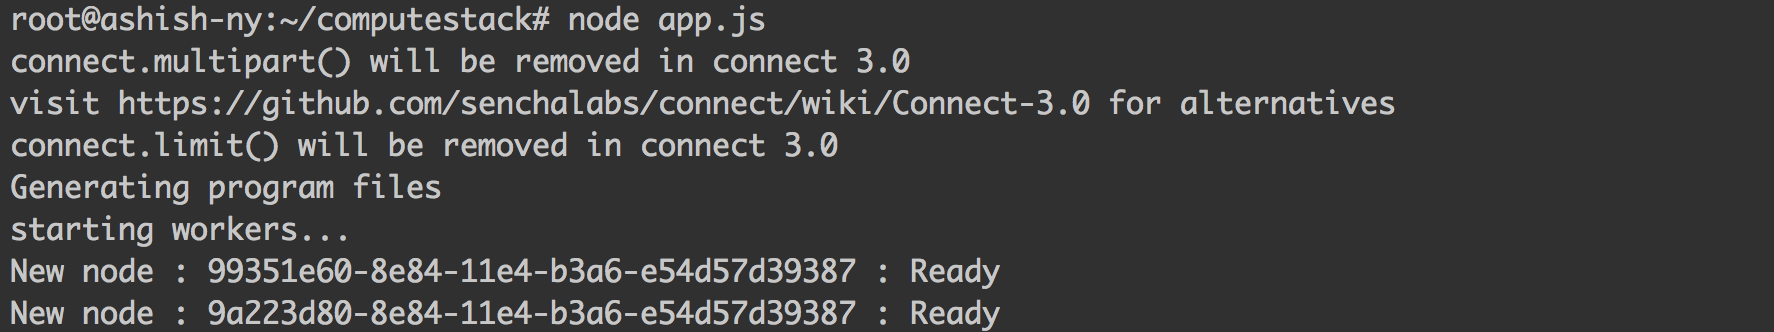 root@ashish-ny:~/computestack# node app.js
connect.multipart() will be removed in connect 3.0
visit https://github.com/senchalabs/connect/wiki/Connect-3.0 for alternatives
connect.limit() will be removed in connect 3.0
Generating program files
starting workers...
New node : 99351e60-8e84-11e4-b3a6-e54d57d39387 : Ready
New node : 9a223d80-8e84-11e4-b3a6-e54d57d39387 : Ready